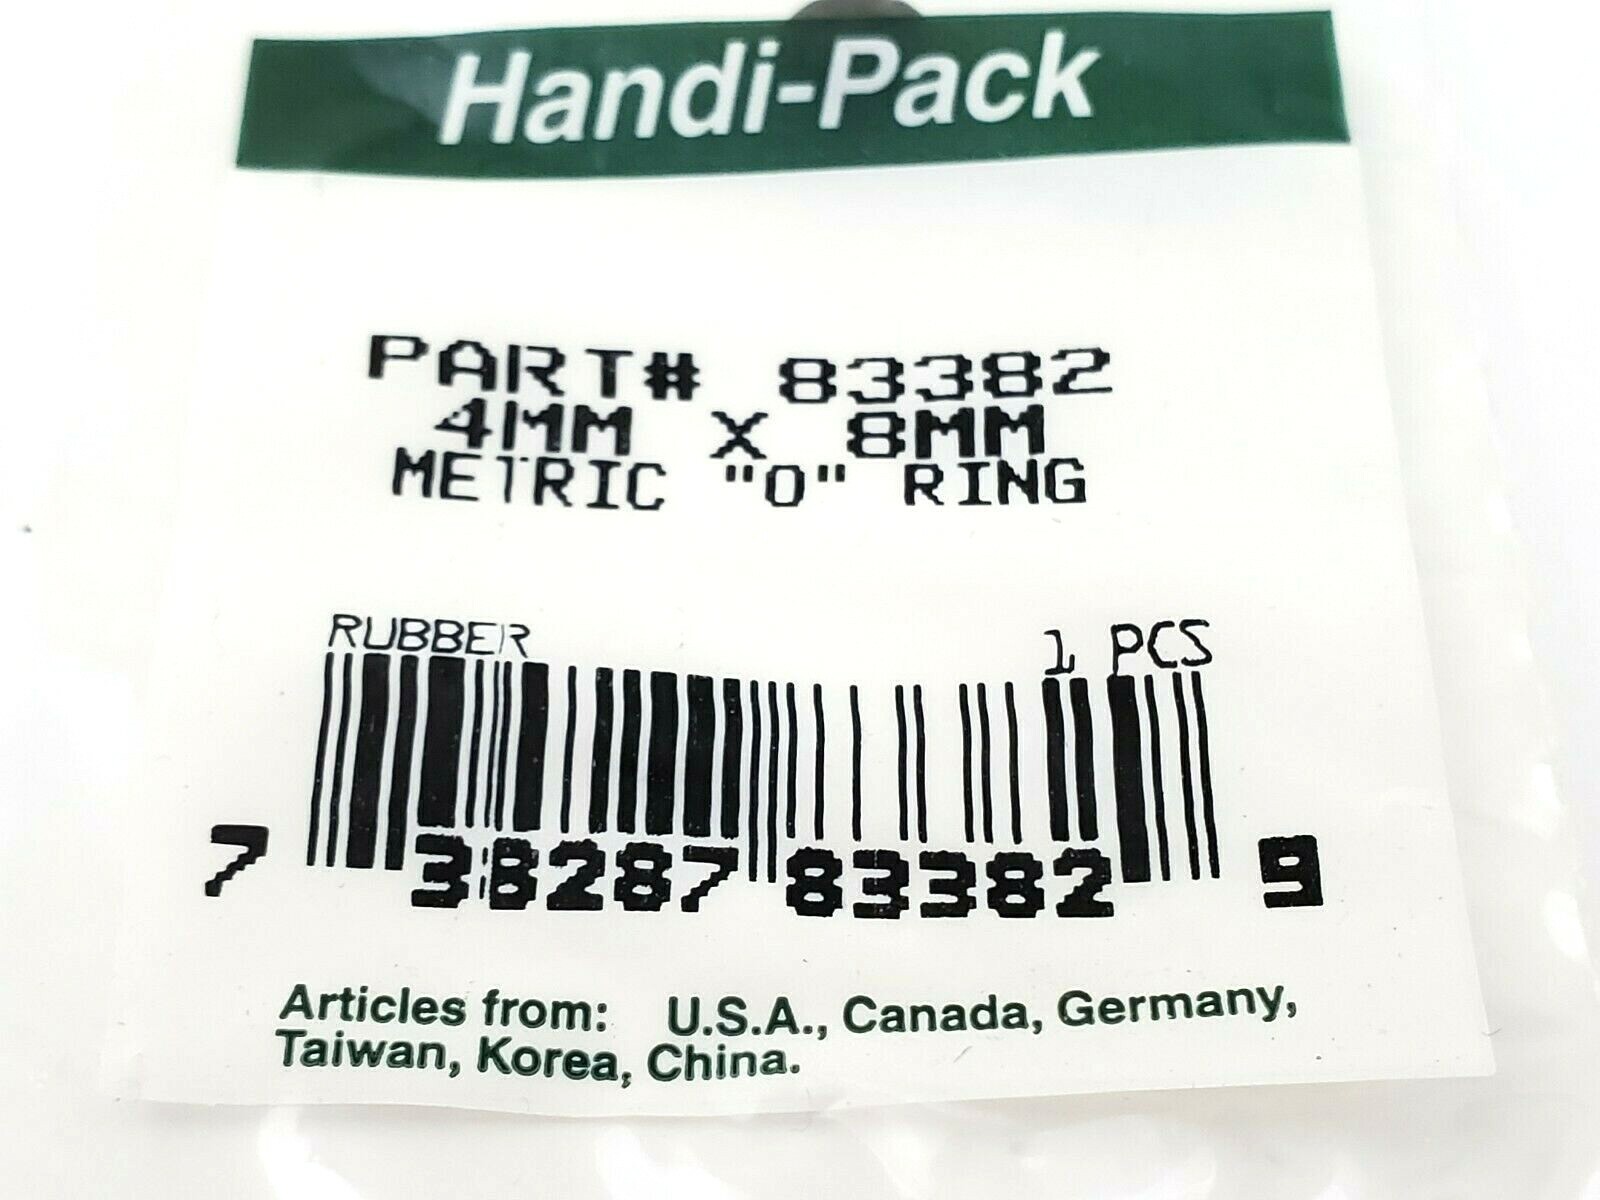 Handi-Pack
PART# 83382
4MM X 8MM
METRIC "O" RING
RUBBER 1 PCS
7 38287 83382 9
Articles from: U.S.A., Canada, Germany,
Taiwan, Korea, China.